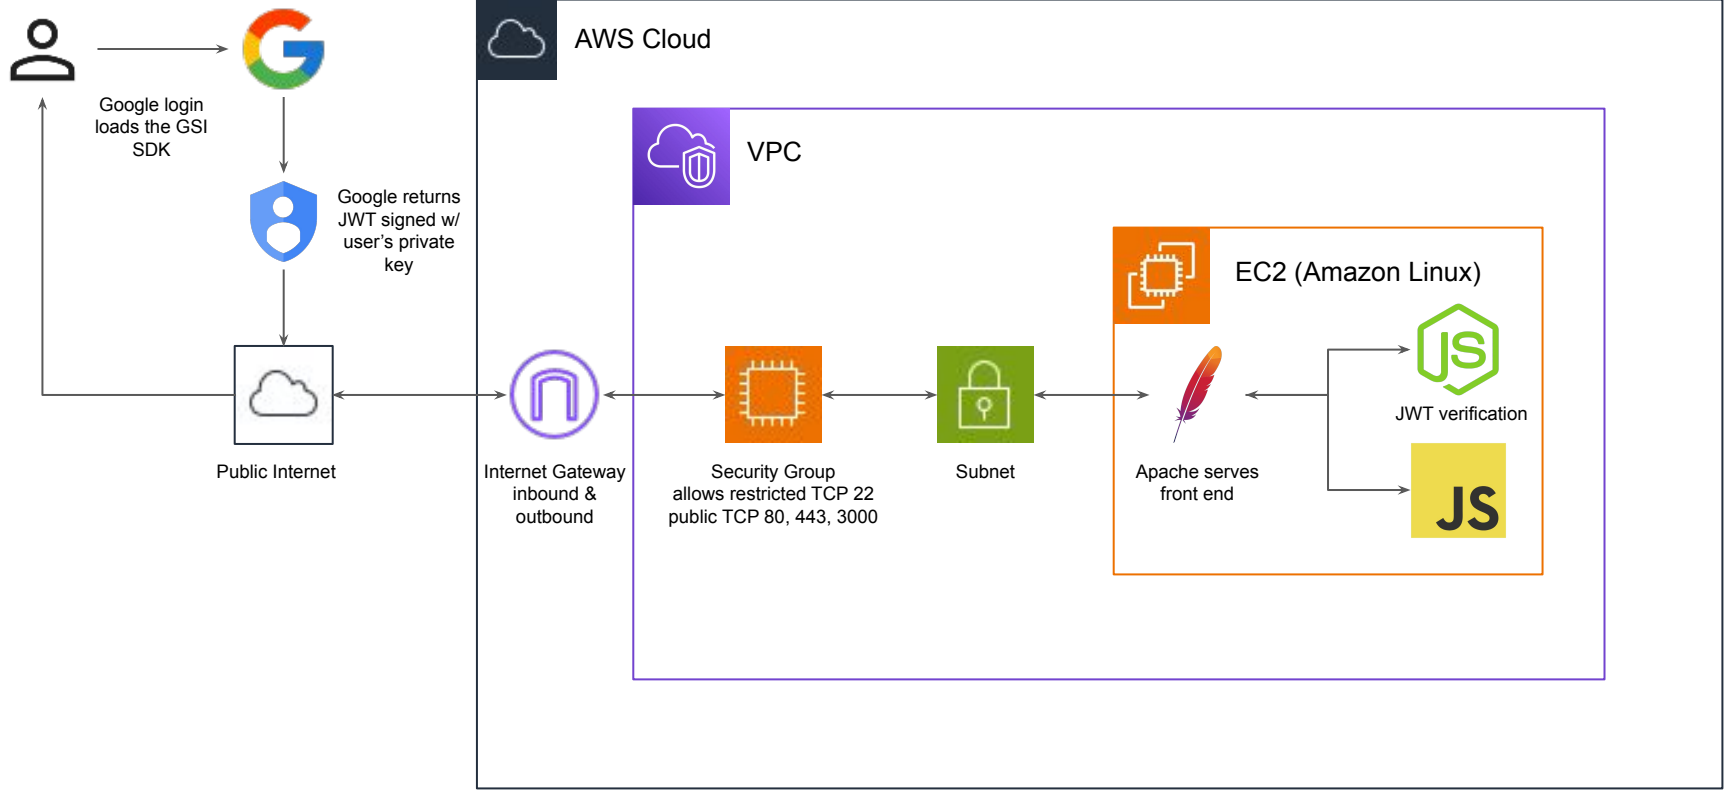 AWS Cloud
Google login
loads the GSI
SDK
VPC
Google returns
JWT signed w/
user's private
key
EC2 (Amazon Linux)
JS
JWT verification
Public Internet
Internet Gateway
inbound &
outbound
Security Group
allows restricted TCP 22
public TCP 80, 443, 3000
Subnet
Apache serves
front end
JS